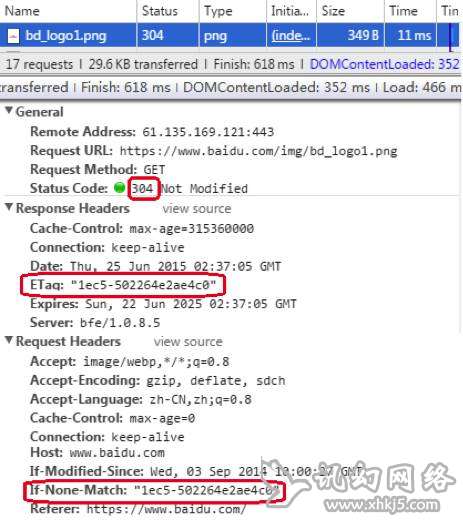 Name Status Type Initia... Size Time Tin
bd_logo1.png 304 png (inde... 349 B 11 ms
17 requests | 29.6 KB transferred | Finish: 618 ms | DOMContentLoaded: 352
transferred | Finish: 618 ms | DOMContentLoaded: 352 ms | Load: 466 m
General
Remote Address: 61.135.169.121:443
Request URL: https://www.baidu.com/img/bd_logo1.png
Request Method: GET
Status Code: 304 Not Modified
Response Headers view source
Cache-Control: max-age=315360000
Connection: keep-alive
Date: Thu, 25 Jun 2015 02:37:05 GMT
ETag: "1ec5-502264e2ae4c0"
Expires: Sun, 22 Jun 2025 02:37:05 GMT
Server: bfe/1.0.8.5
Request Headers view source
Accept: image/webp,*/*;q=0.8
Accept-Encoding: gzip, deflate, sdch
Accept-Language: zh-CN,zh;q=0.8
Cache-Control: max-age=0
Connection: keep-alive
Host: www.baidu.com
If-Modified-Since: Wed, 03 Sep 2014 10:00:27 GMT
If-None-Match: "1ec5-502264e2ae4c0"
Referer: https://www.baidu.com/
讯幻网络
www.xhkj5.com